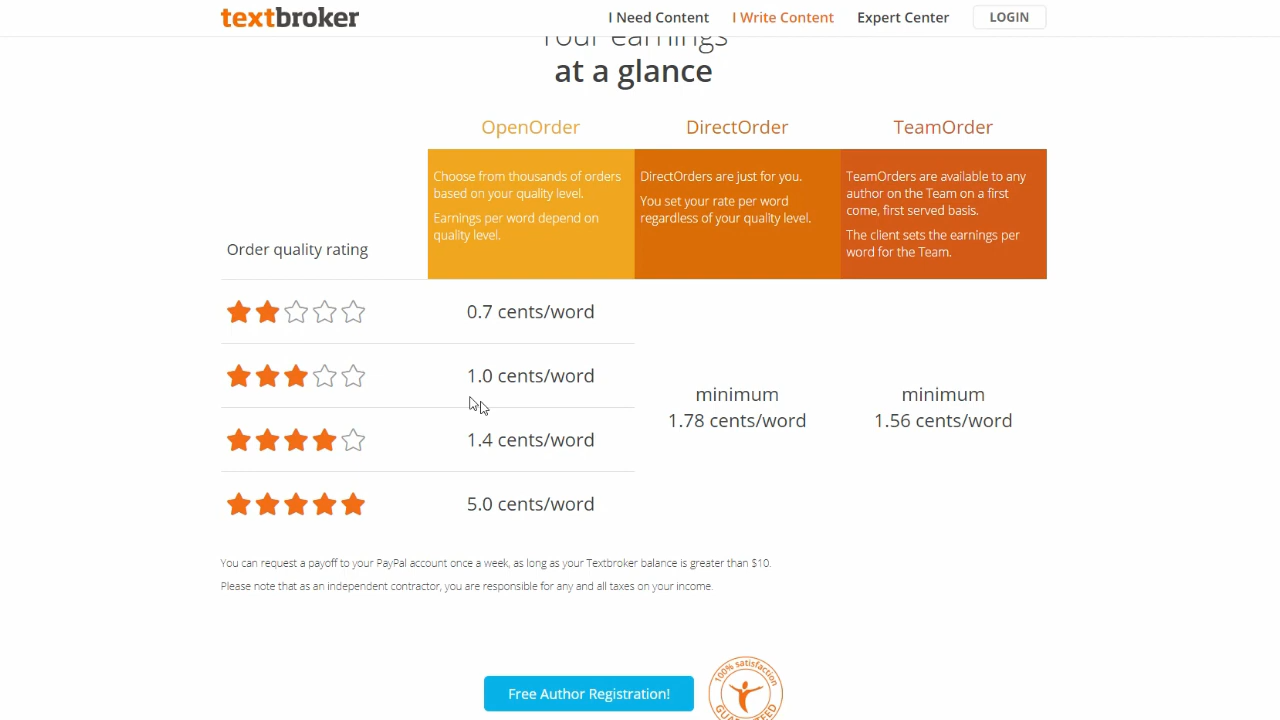 textbroker
I Need Content
I Write Content
Expert Center
LOGIN
Your earnings
at a glance
OpenOrder
DirectOrder
TeamOrder
Choose from thousands of orders
based on your quality level.
Earnings per word depend on
quality level.
DirectOrders are just for you.
You set your rate per word
regardless of your quality level.
TeamOrders are available to any
author on the Team on a first
come, first served basis.
The client sets the earnings per
word for the Team.
Order quality rating
0.7 cents/word
1.0 cents/word
1.4 cents/word
5.0 cents/word
minimum
1.78 cents/word
minimum
1.56 cents/word
You can request a payoff to your PayPal account once a week, as long as your Textbroker balance is greater than $10.
Please note that as an independent contractor, you are responsible for any and all taxes on your income.
Free Author Registration!
100% satisfaction
GUARANTEED